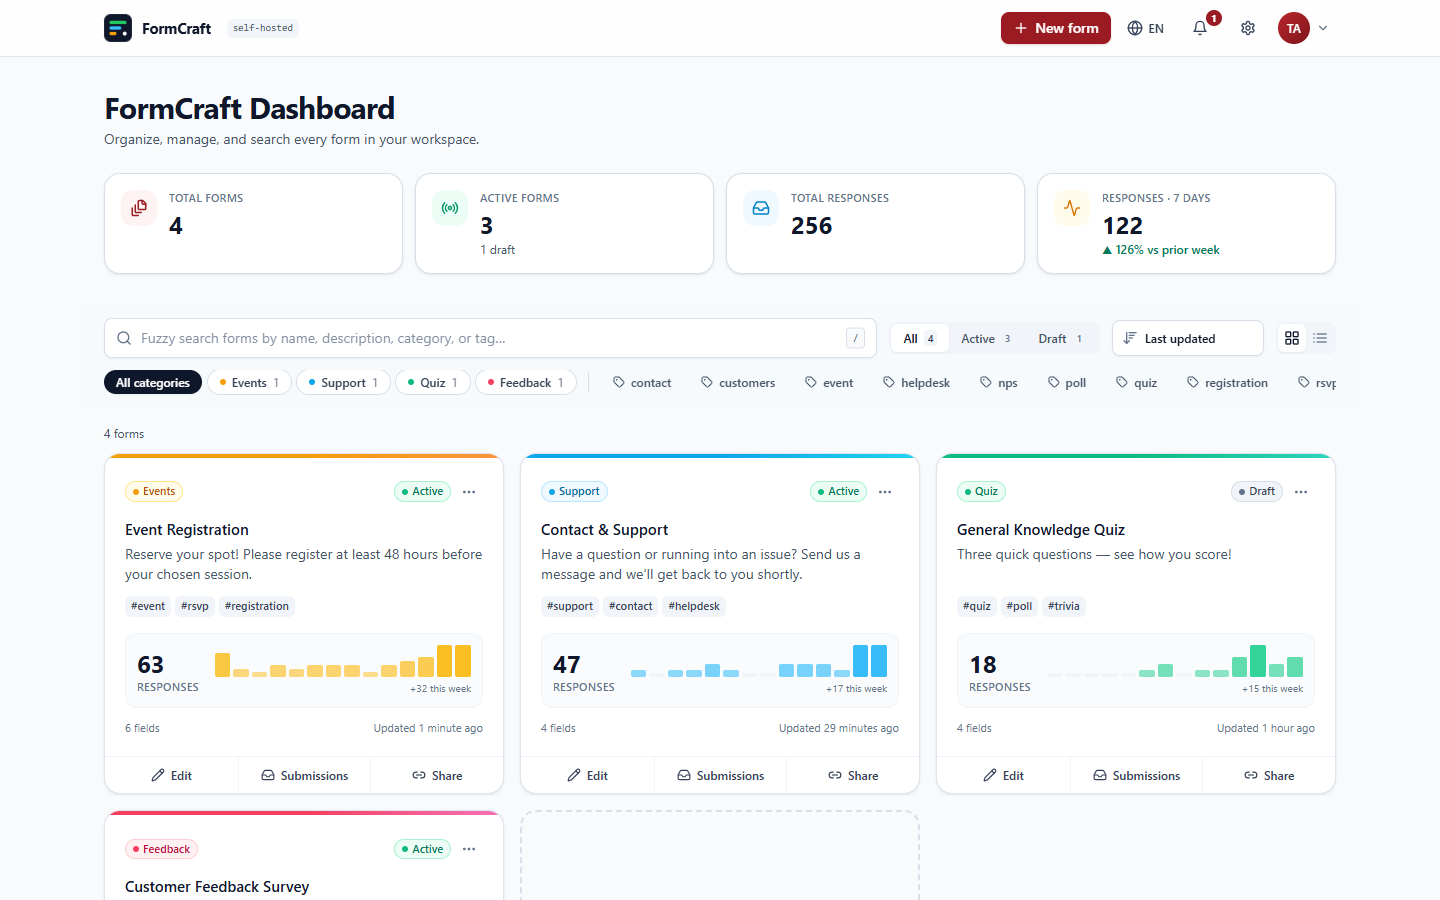 FormCraft self-hosted
New form EN 1 TA
FormCraft Dashboard
Organize, manage, and search every form in your workspace.
TOTAL FORMS
4
ACTIVE FORMS
3
1 draft
TOTAL RESPONSES
256
RESPONSES · 7 DAYS
122
▲ 126% vs prior week
Fuzzy search forms by name, description, category, or tag... /
All 4 Active 3 Draft 1
Last updated
All categories Events 1 Support 1 Quiz 1 Feedback 1 contact customers event helpdesk nps poll quiz registration rsvp
4 forms
Events Active ...
Event Registration
Reserve your spot! Please register at least 48 hours before
your chosen session.
#event #rsvp #registration
63
RESPONSES
+32 this week
6 fields Updated 1 minute ago
Edit Submissions Share
Support Active ...
Contact & Support
Have a question or running into an issue? Send us a
message and we'll get back to you shortly.
#support #contact #helpdesk
47
RESPONSES
+17 this week
4 fields Updated 29 minutes ago
Edit Submissions Share
Quiz Draft ...
General Knowledge Quiz
Three quick questions — see how you score!
#quiz #poll #trivia
18
RESPONSES
+15 this week
4 fields Updated 1 hour ago
Edit Submissions Share
Feedback Active ...
Customer Feedback Survey